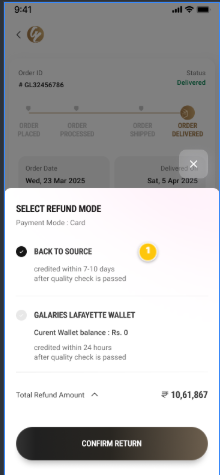 9:41
Order ID
# GL32456786
Status
Delivered
ORDER PLACED
ORDER PROCESSED
ORDER SHIPPED
ORDER DELIVERED
Order Date
Wed, 23 Mar 2025
Delivered on
Sat, 5 Apr 2025
SELECT REFUND MODE
Payment Mode : Card
BACK TO SOURCE
1
credited within 7-10 days
after quality check is passed
GALARIES LAFAYETTE WALLET
Curent Wallet balance : Rs. 0
credited within 24 hours
after quality check is passed
Total Refund Amount
₹ 10,61,867
CONFIRM RETURN